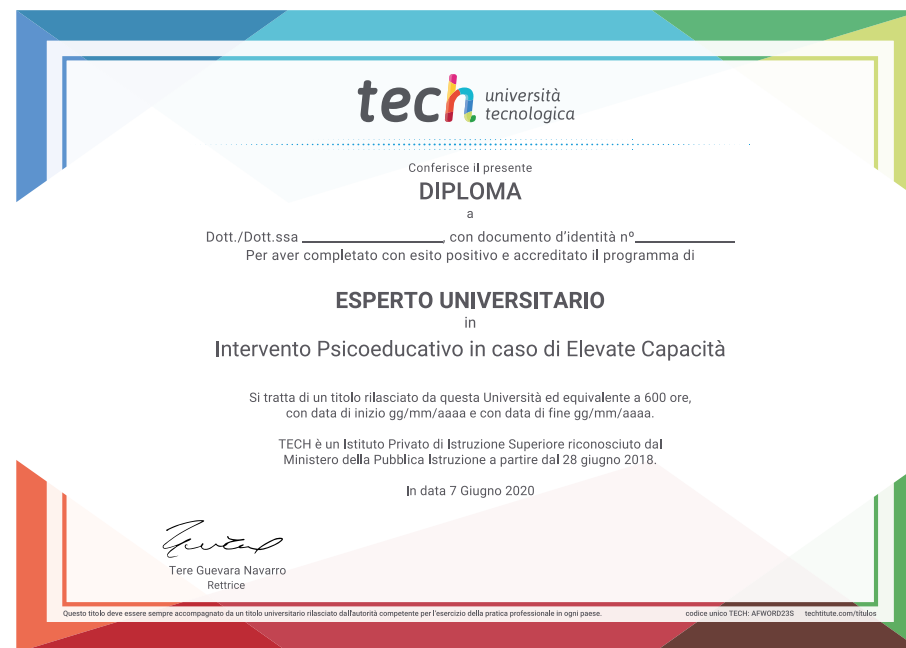 tech università
tecnologica
Conferisce il presente
DIPLOMA
a
Dott./Dott.ssa ____________, con documento d'identità nº____________
Per aver completato con esito positivo e accreditato il programma di
ESPERTO UNIVERSITARIO
in
Intervento Psicoeducativo in caso di Elevate Capacità
Si tratta di un titolo rilasciato da questa Università ed equivalente a 600 ore,
con data di inizio gg/mm/aaaa e con data di fine gg/mm/aaaa.
TECH è un Istituto Privato di Istruzione Superiore riconosciuto dal
Ministero della Pubblica Istruzione a partire dal 28 giugno 2018.
In data 7 Giugno 2020
Tere Guevara Navarro
Rettrice
Questo titolo deve essere sempre accompagnato da un titolo universitario rilasciato dall'autorità competente per l'esercizio della pratica professionale in ogni paese. codice unico TECH: AFWORD23S techtitute.com/titulos